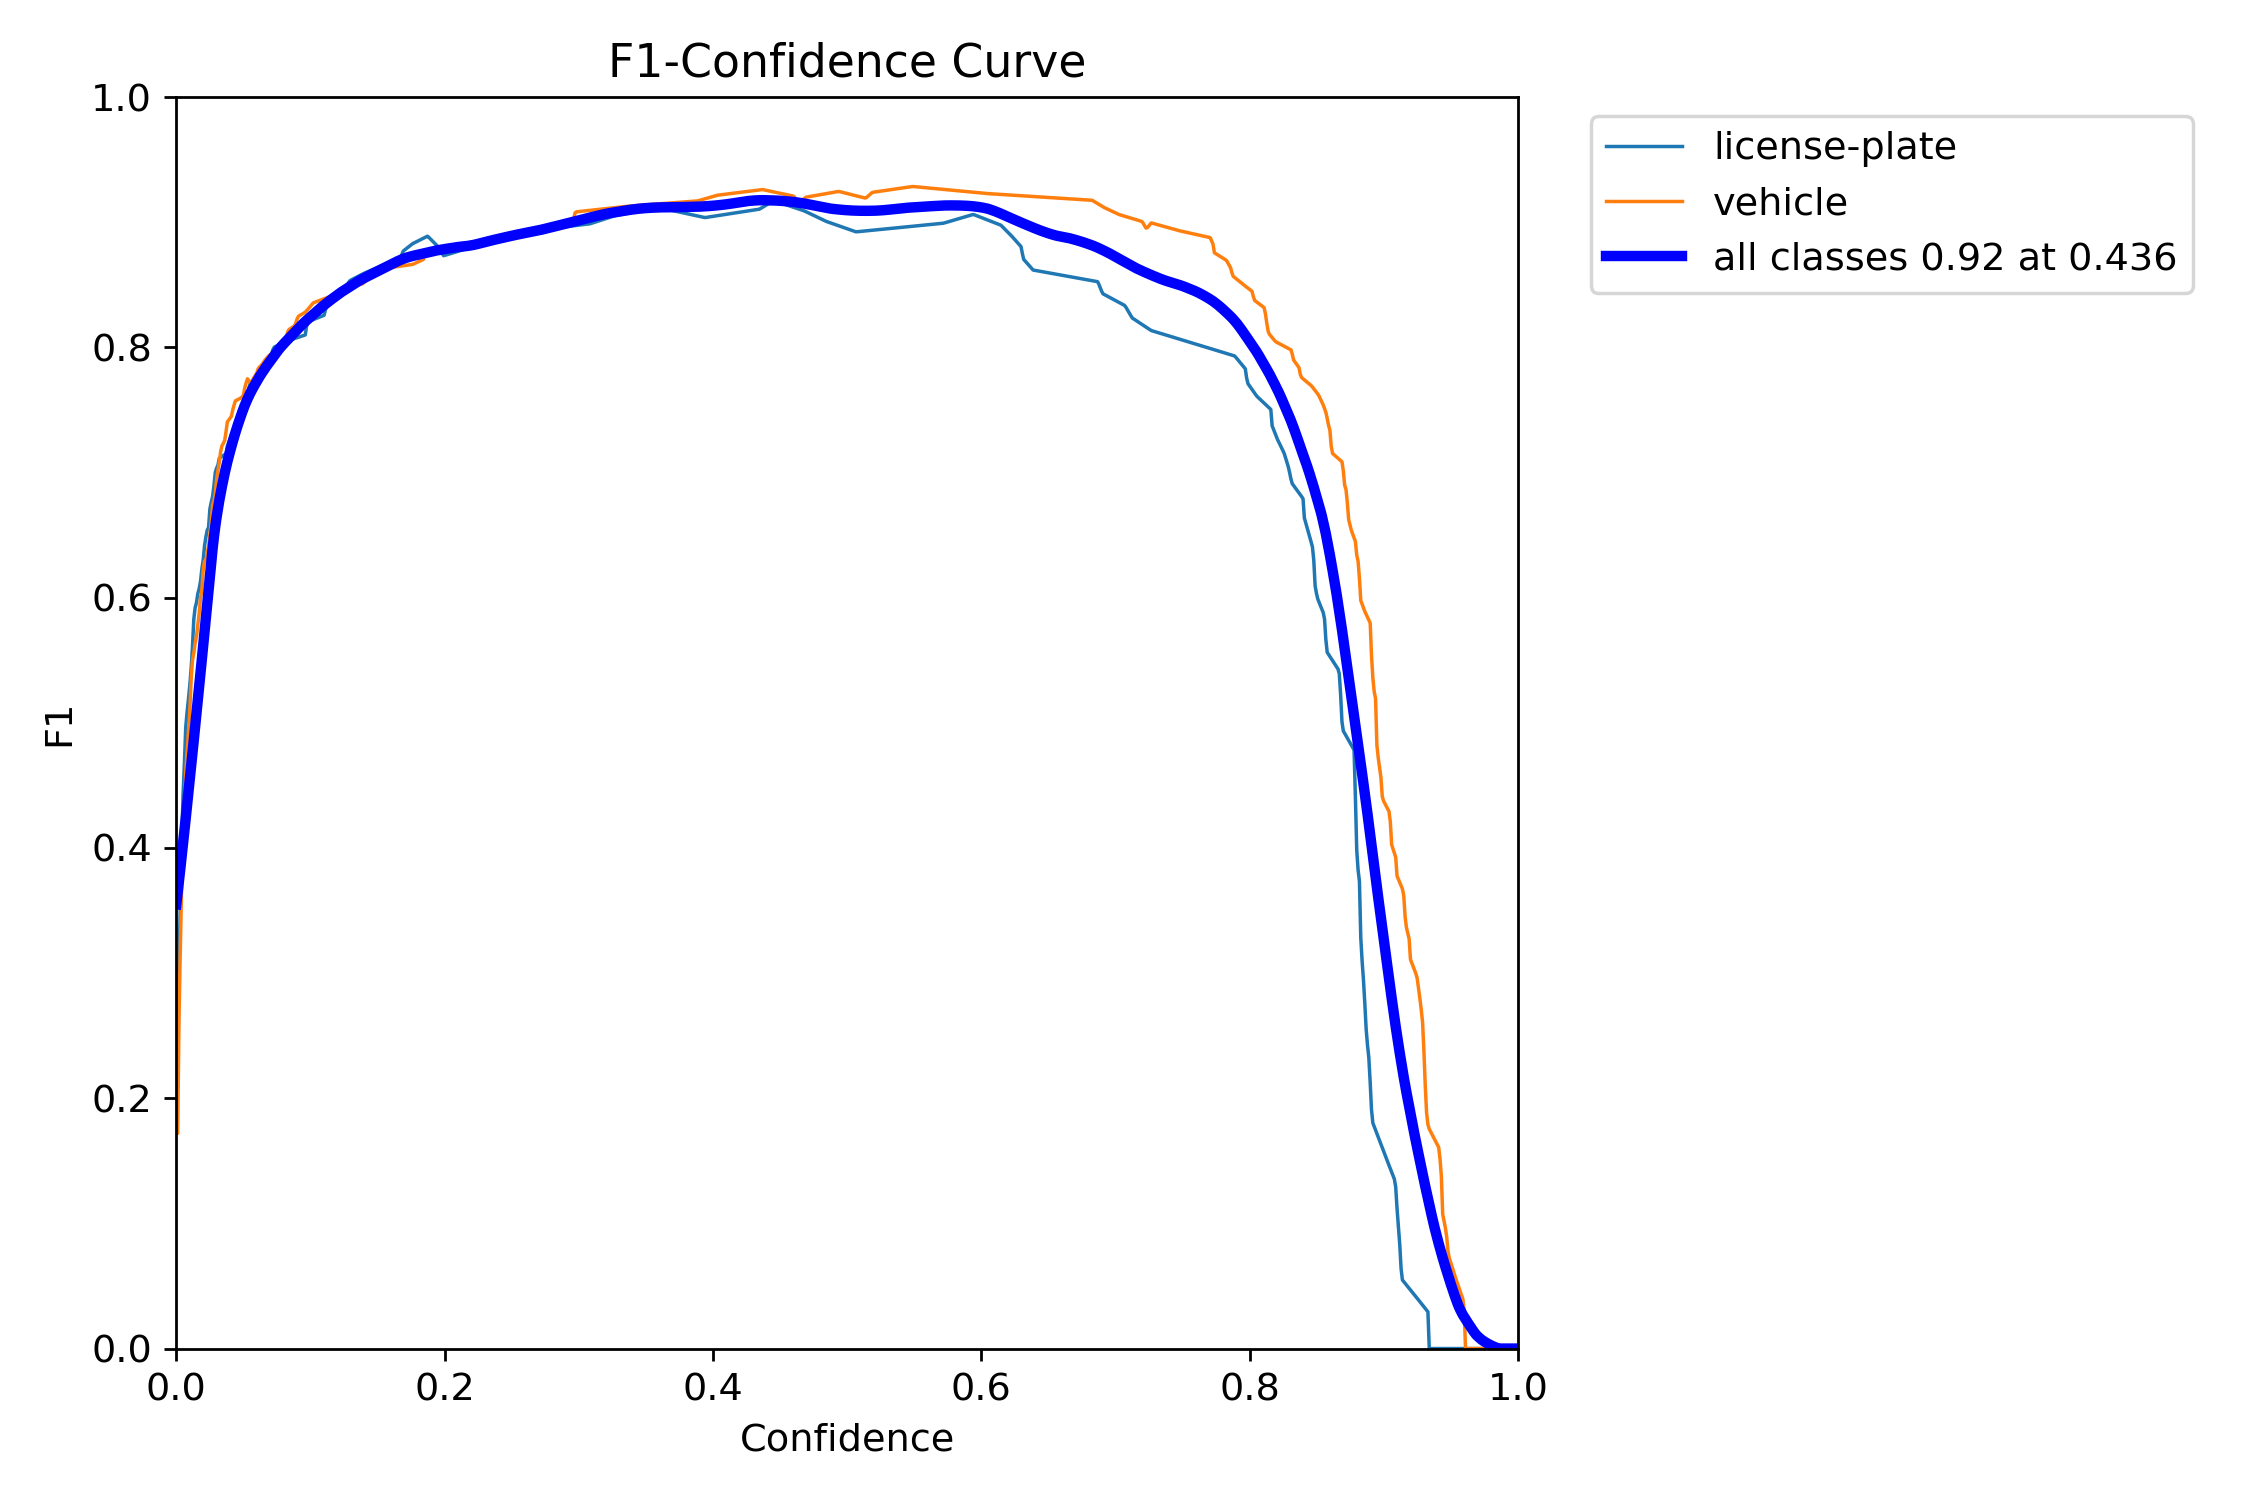 F1-Confidence Curve
1.0
0.8
0.6
0.4
0.2
0.0
F1
0.0 0.2 0.4 0.6 0.8 1.0
Confidence
license-plate
vehicle
all classes 0.92 at 0.436